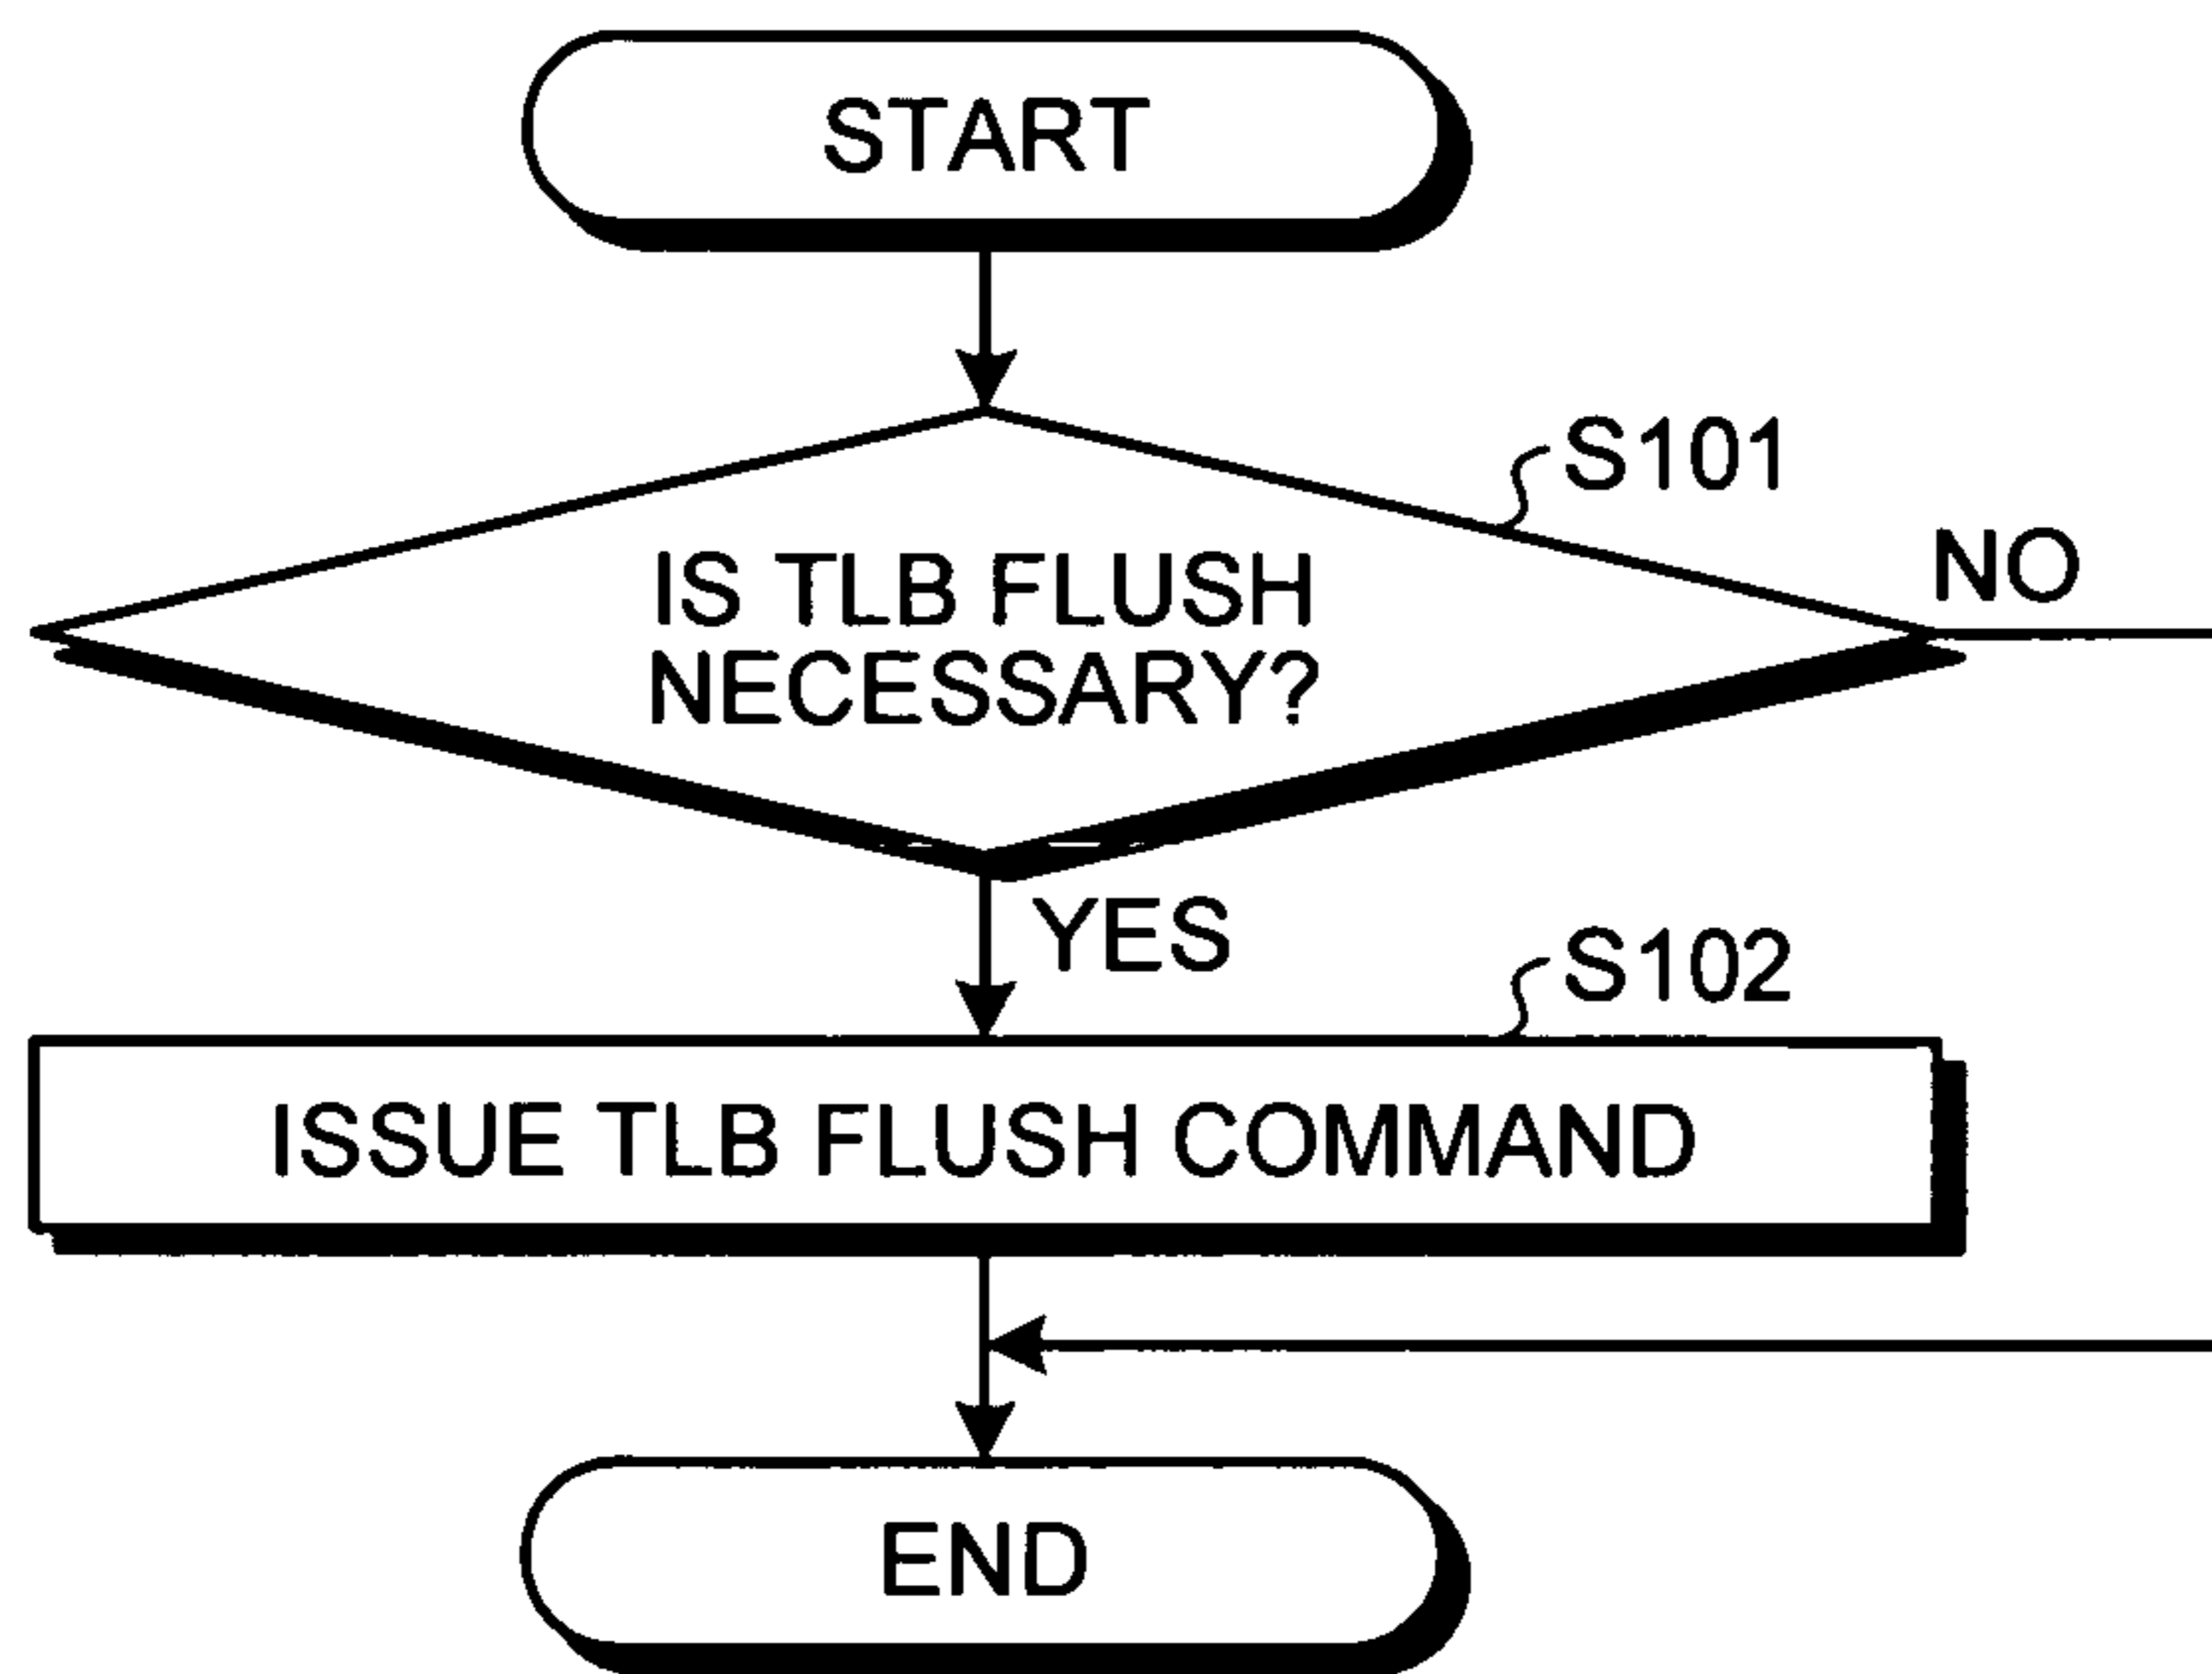 START
S101
NO
IS TLB FLUSH
NECESSARY?
YES
S102
ISSUE TLB FLUSH COMMAND
END